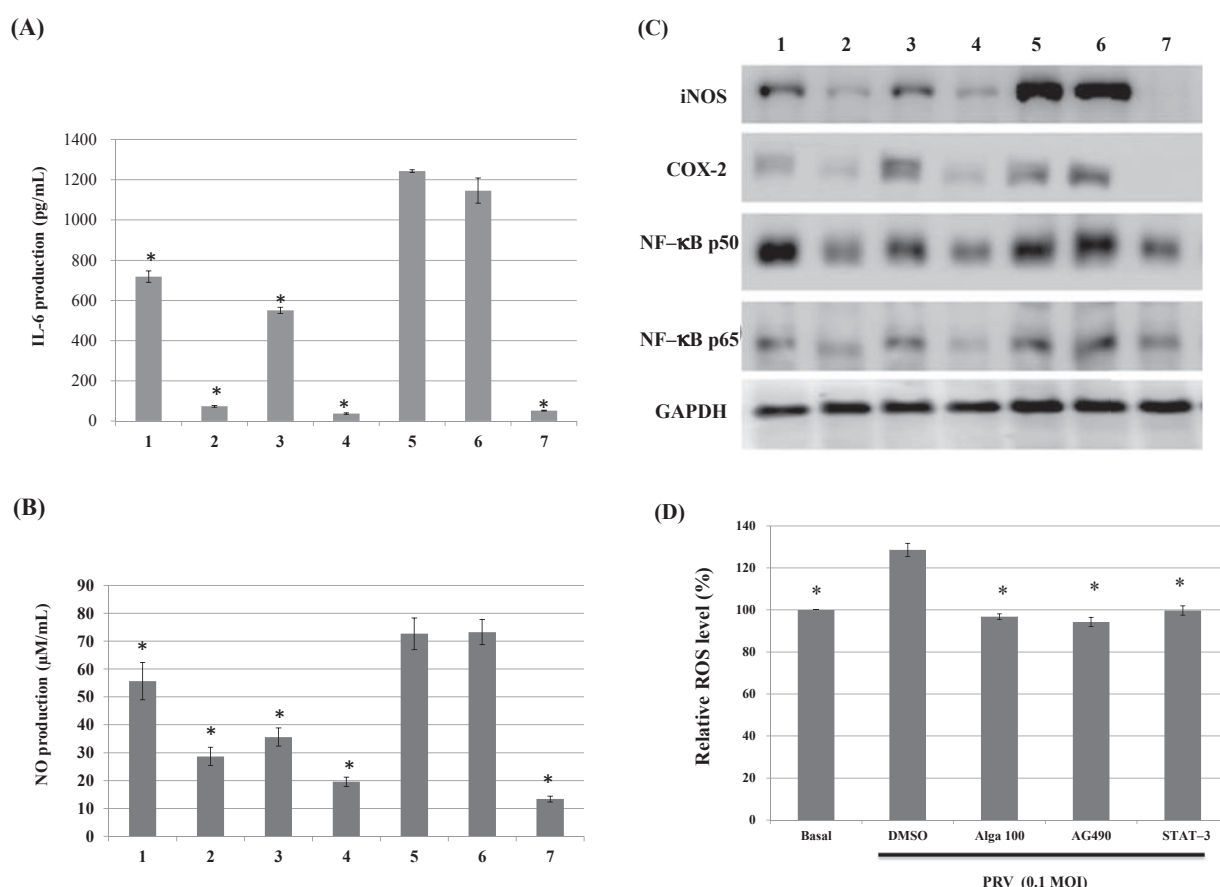 (A)
IL-6 production (pg/mL)
1400
1200
1000
800
600
400
200
0
* * * * *
1 2 3 4 5 6 7
(B)
NO production (μM/mL)
90
80
70
60
50
40
30
20
10
0
* * * * *
1 2 3 4 5 6 7
(C)
1 2 3 4 5 6 7
iNOS
COX-2
NF–κB p50
NF–κB p65
GAPDH
(D)
Relative ROS level (%)
140
120
100
80
60
40
20
0
* * * *
Basal DMSO Alga 100 AG490 STAT–3
PRV (0.1 MOI)